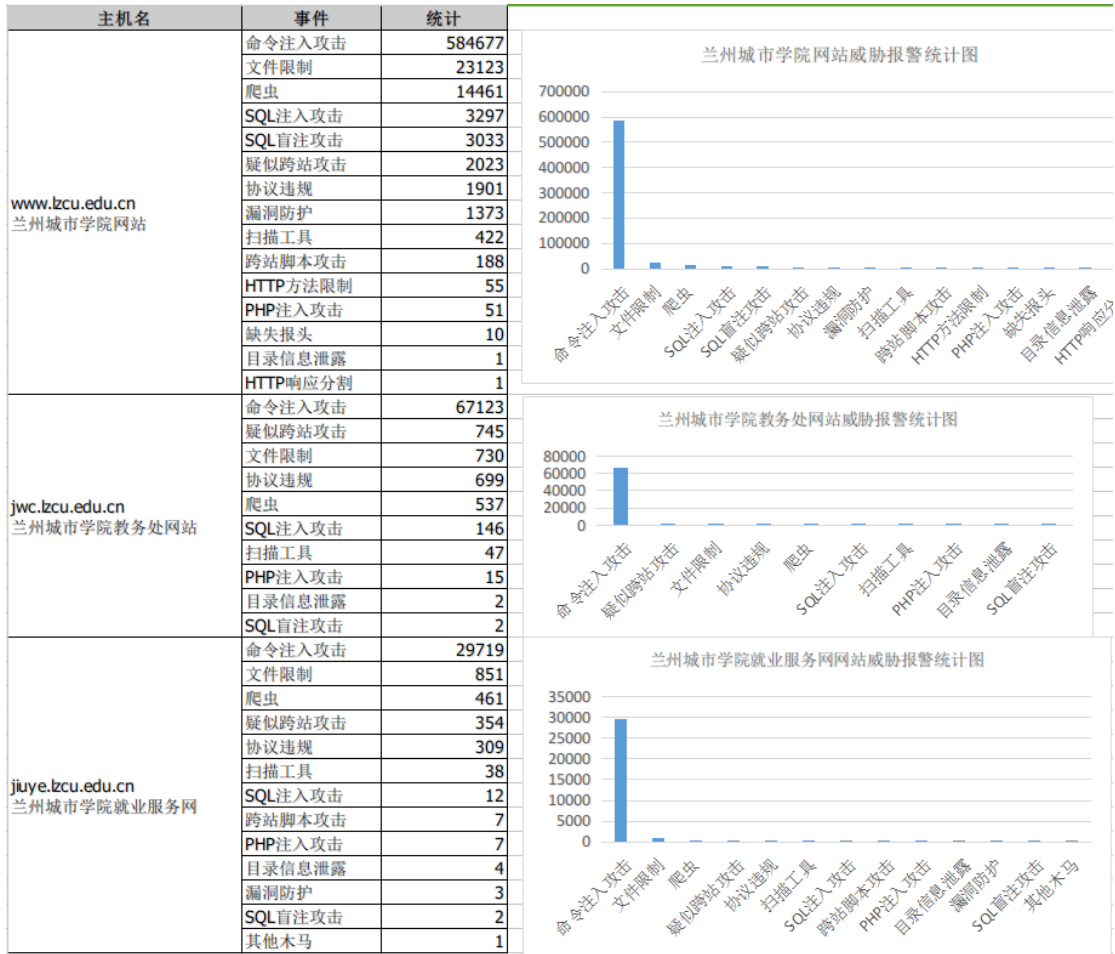 主机名 事件 统计
www.lzcu.edu.cn
兰州城市学院网站
命令注入攻击 584677
文件限制 23123
爬虫 14461
SQL注入攻击 3297
SQL盲注攻击 3033
疑似跨站攻击 2023
协议违规 1901
漏洞防护 1373
扫描工具 422
跨站脚本攻击 188
HTTP方法限制 55
PHP注入攻击 51
缺失报头 10
目录信息泄露 1
HTTP响应分割 1
兰州城市学院网站威胁报警统计图
700000
600000
500000
400000
300000
200000
100000
0
命令注入攻击
文件限制
爬虫
SQL注入攻击
SQL盲注攻击
疑似跨站攻击
协议违规
漏洞防护
扫描工具
跨站脚本攻击
HTTP方法限制
PHP注入攻击
缺失报头
目录信息泄露
HTTP响应分
jwc.lzcu.edu.cn
兰州城市学院教务处网站
命令注入攻击 67123
疑似跨站攻击 745
文件限制 730
协议违规 699
爬虫 537
SQL注入攻击 146
扫描工具 47
PHP注入攻击 15
目录信息泄露 2
SQL盲注攻击 2
兰州城市学院教务处网站威胁报警统计图
80000
60000
40000
20000
0
命令注入攻击
疑似跨站攻击
文件限制
协议违规
爬虫
SQL注入攻击
扫描工具
PHP注入攻击
目录信息泄露
SQL盲注攻击
jiuye.lzcu.edu.cn
兰州城市学院就业服务网
命令注入攻击 29719
文件限制 851
爬虫 461
疑似跨站攻击 354
协议违规 309
扫描工具 38
SQL注入攻击 12
跨站脚本攻击 7
PHP注入攻击 7
目录信息泄露 4
漏洞防护 3
SQL盲注攻击 2
其他木马 1
兰州城市学院就业服务网网站威胁报警统计图
35000
30000
25000
20000
15000
10000
5000
0
命令注入攻击
文件限制
爬虫
疑似跨站攻击
协议违规
扫描工具
SQL注入攻击
跨站脚本攻击
PHP注入攻击
目录信息泄露
漏洞防护
SQL盲注攻击
其他木马